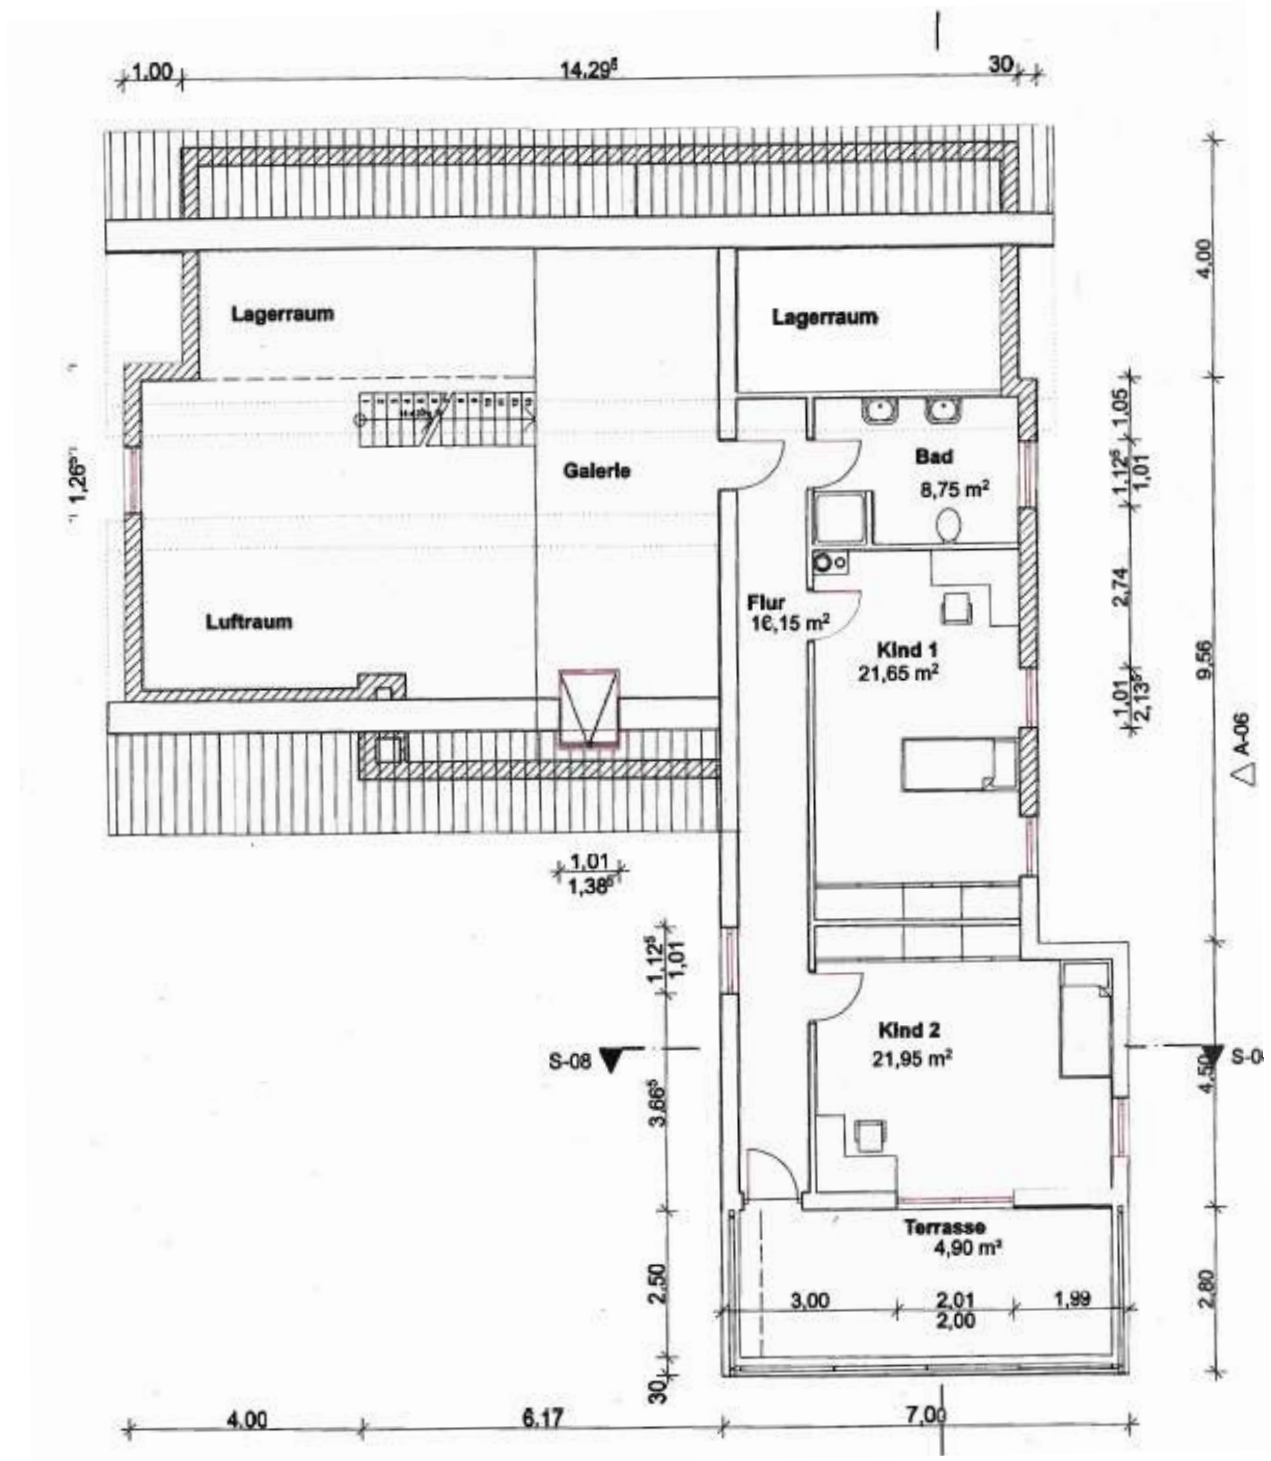 1.00
14.29⁵
30
4,00
Lagerraum
Lagerraum
1,05
1,26⁵
Galerie
Bad
8,75 m²
1,12⁵
1,01
2,74
Flur
16,15 m²
Luftraum
Kind 1
21,65 m²
9,56
1,01
2,13⁵
A-06
1,01
1,38⁵
1,12⁵
1,01
Kind 2
21,95 m²
S-08
4,50
3,66⁵
Terrasse
4,90 m²
2,50
3,00
2,01
2,00
1,99
2,80
30
4,00
6,17
7,00